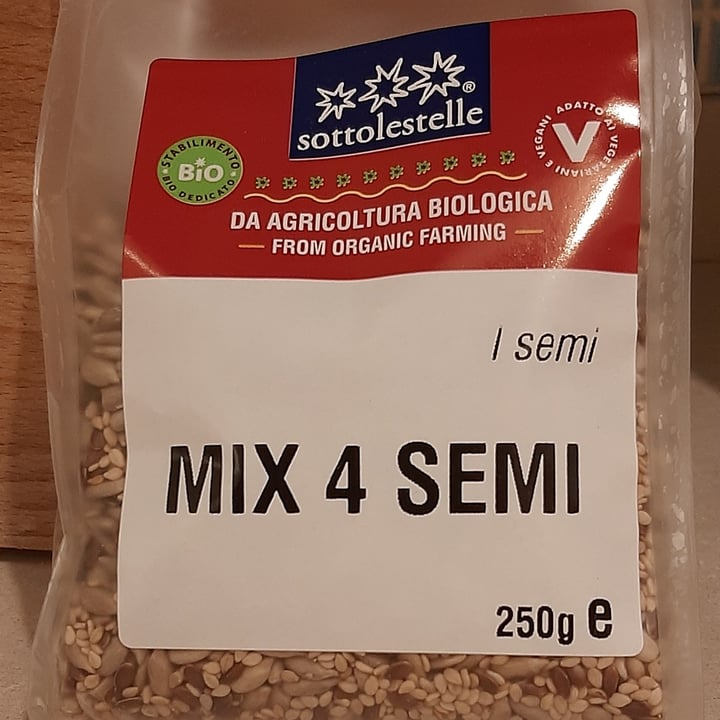 sottolestelle®
STABILIMENTO
BIO
BIO DEDICATO
ADATTO AI VEGETARIANI E VEGANI
V
DA AGRICOLTURA BIOLOGICA
FROM ORGANIC FARMING
I semi
MIX 4 SEMI
250g e